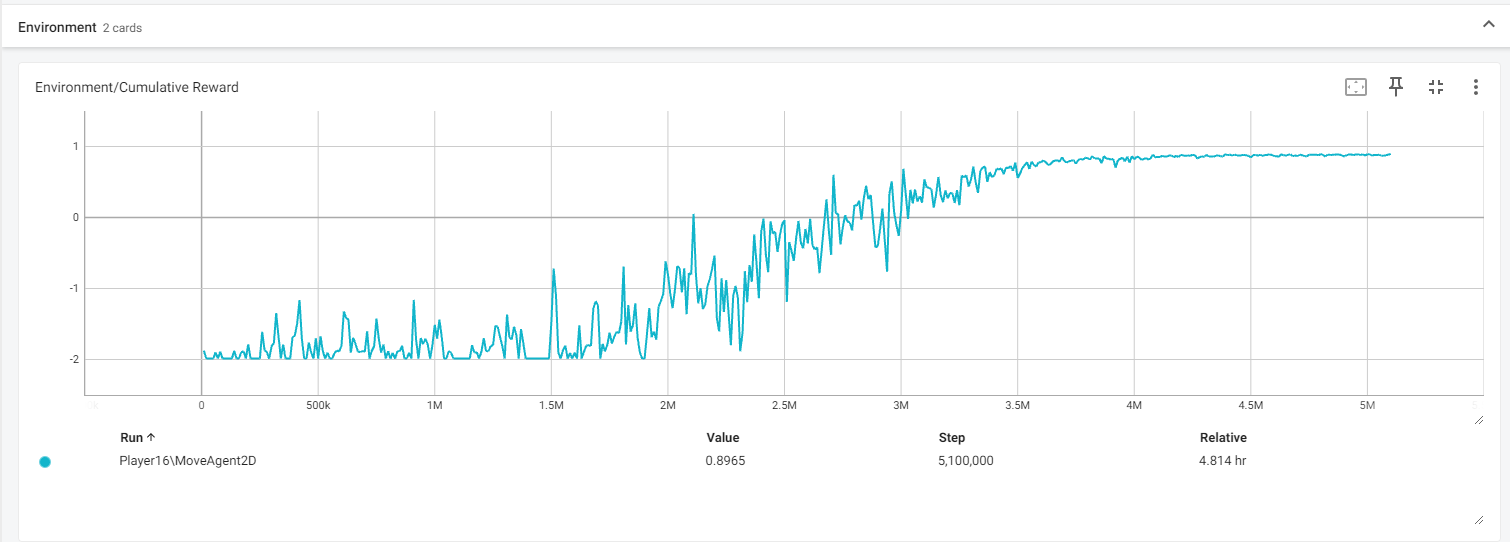 Environment 2 cards
Environment/Cumulative Reward
1
0
-1
-2
0 500k 1M 1.5M 2M 2.5M 3M 3.5M 4M 4.5M 5M
Run ↑ Value Step Relative
Player16\MoveAgent2D 0.8965 5,100,000 4.814 hr